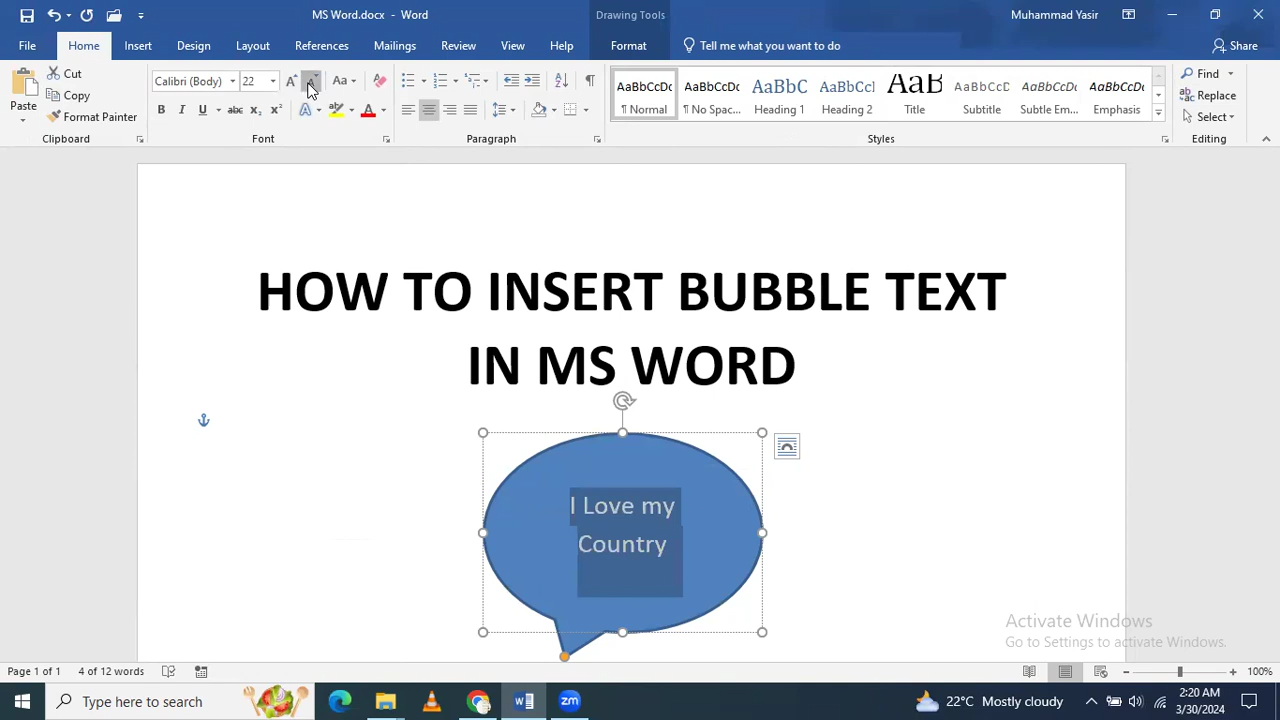 MS Word.docx - Word
Drawing Tools
Muhammad Yasir
File Home Insert Design Layout References Mailings Review View Help Format Tell me what you want to do Share
Paste
Cut
Copy
Format Painter
Clipboard
Calibri (Body) 22
Font
Paragraph
AaBbCcDc AaBbCcDc AaBbC AaBbCcI AaB AaBbCcD AaBbCcDc AaBbCcDc
¶ Normal ¶ No Spac... Heading 1 Heading 2 Title Subtitle Subtle Em... Emphasis
Styles
Find
Replace
Select
Editing
HOW TO INSERT BUBBLE TEXT
IN MS WORD
I Love my
Country
Activate Windows
Go to Settings to activate Windows.
Page 1 of 1 4 of 12 words 100%
Type here to search
22°C Mostly cloudy
2:20 AM
3/30/2024